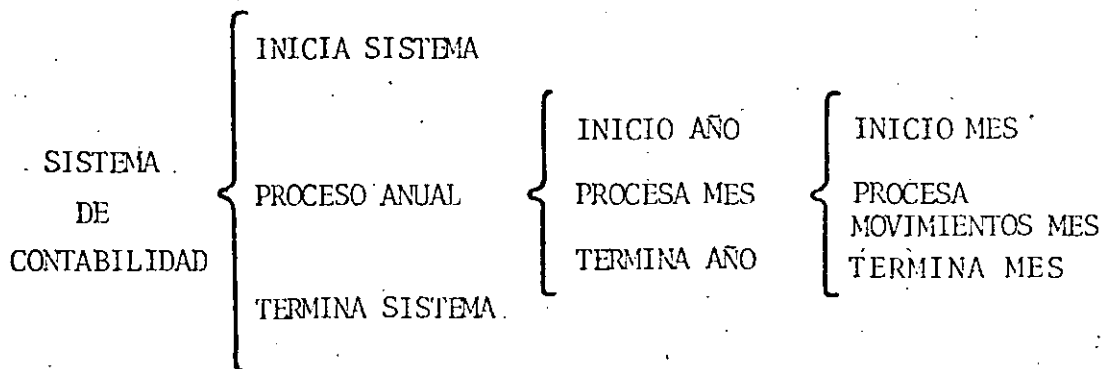 SISTEMA
DE
CONTABILIDAD
INICIA SISTEMA
PROCESO ANUAL
TERMINA SISTEMA
INICIO AÑO
PROCESA MES
TERMINA AÑO
INICIO MES
PROCESA
MOVIMIENTOS MES
TERMINA MES